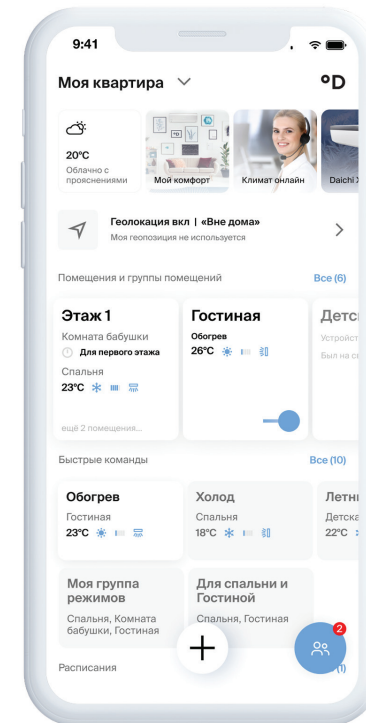 9:41
Моя квартира
°D
20°C
Облачно с
прояснениями
Мой комфорт
Климат онлайн
Daichi
Геолокация вкл | «Вне дома»
Моя геопозиция не используется
Помещения и группы помещений
Все (6)
Этаж 1
Комната бабушки
Для первого этажа
Спальня
23°C
ещё 2 помещения...
Гостиная
Обогрев
26°C
Детс
Устройст
Был на с
Быстрые команды
Все (10)
Обогрев
Гостиная
23°C
Холод
Спальня
18°C
Летн
Детска
22°C
Моя группа
режимов
Спальня, Комната
бабушки, Гостиная
Для спальни и
Гостиной
Спальня, Гостиная
2
Расписания
(1)